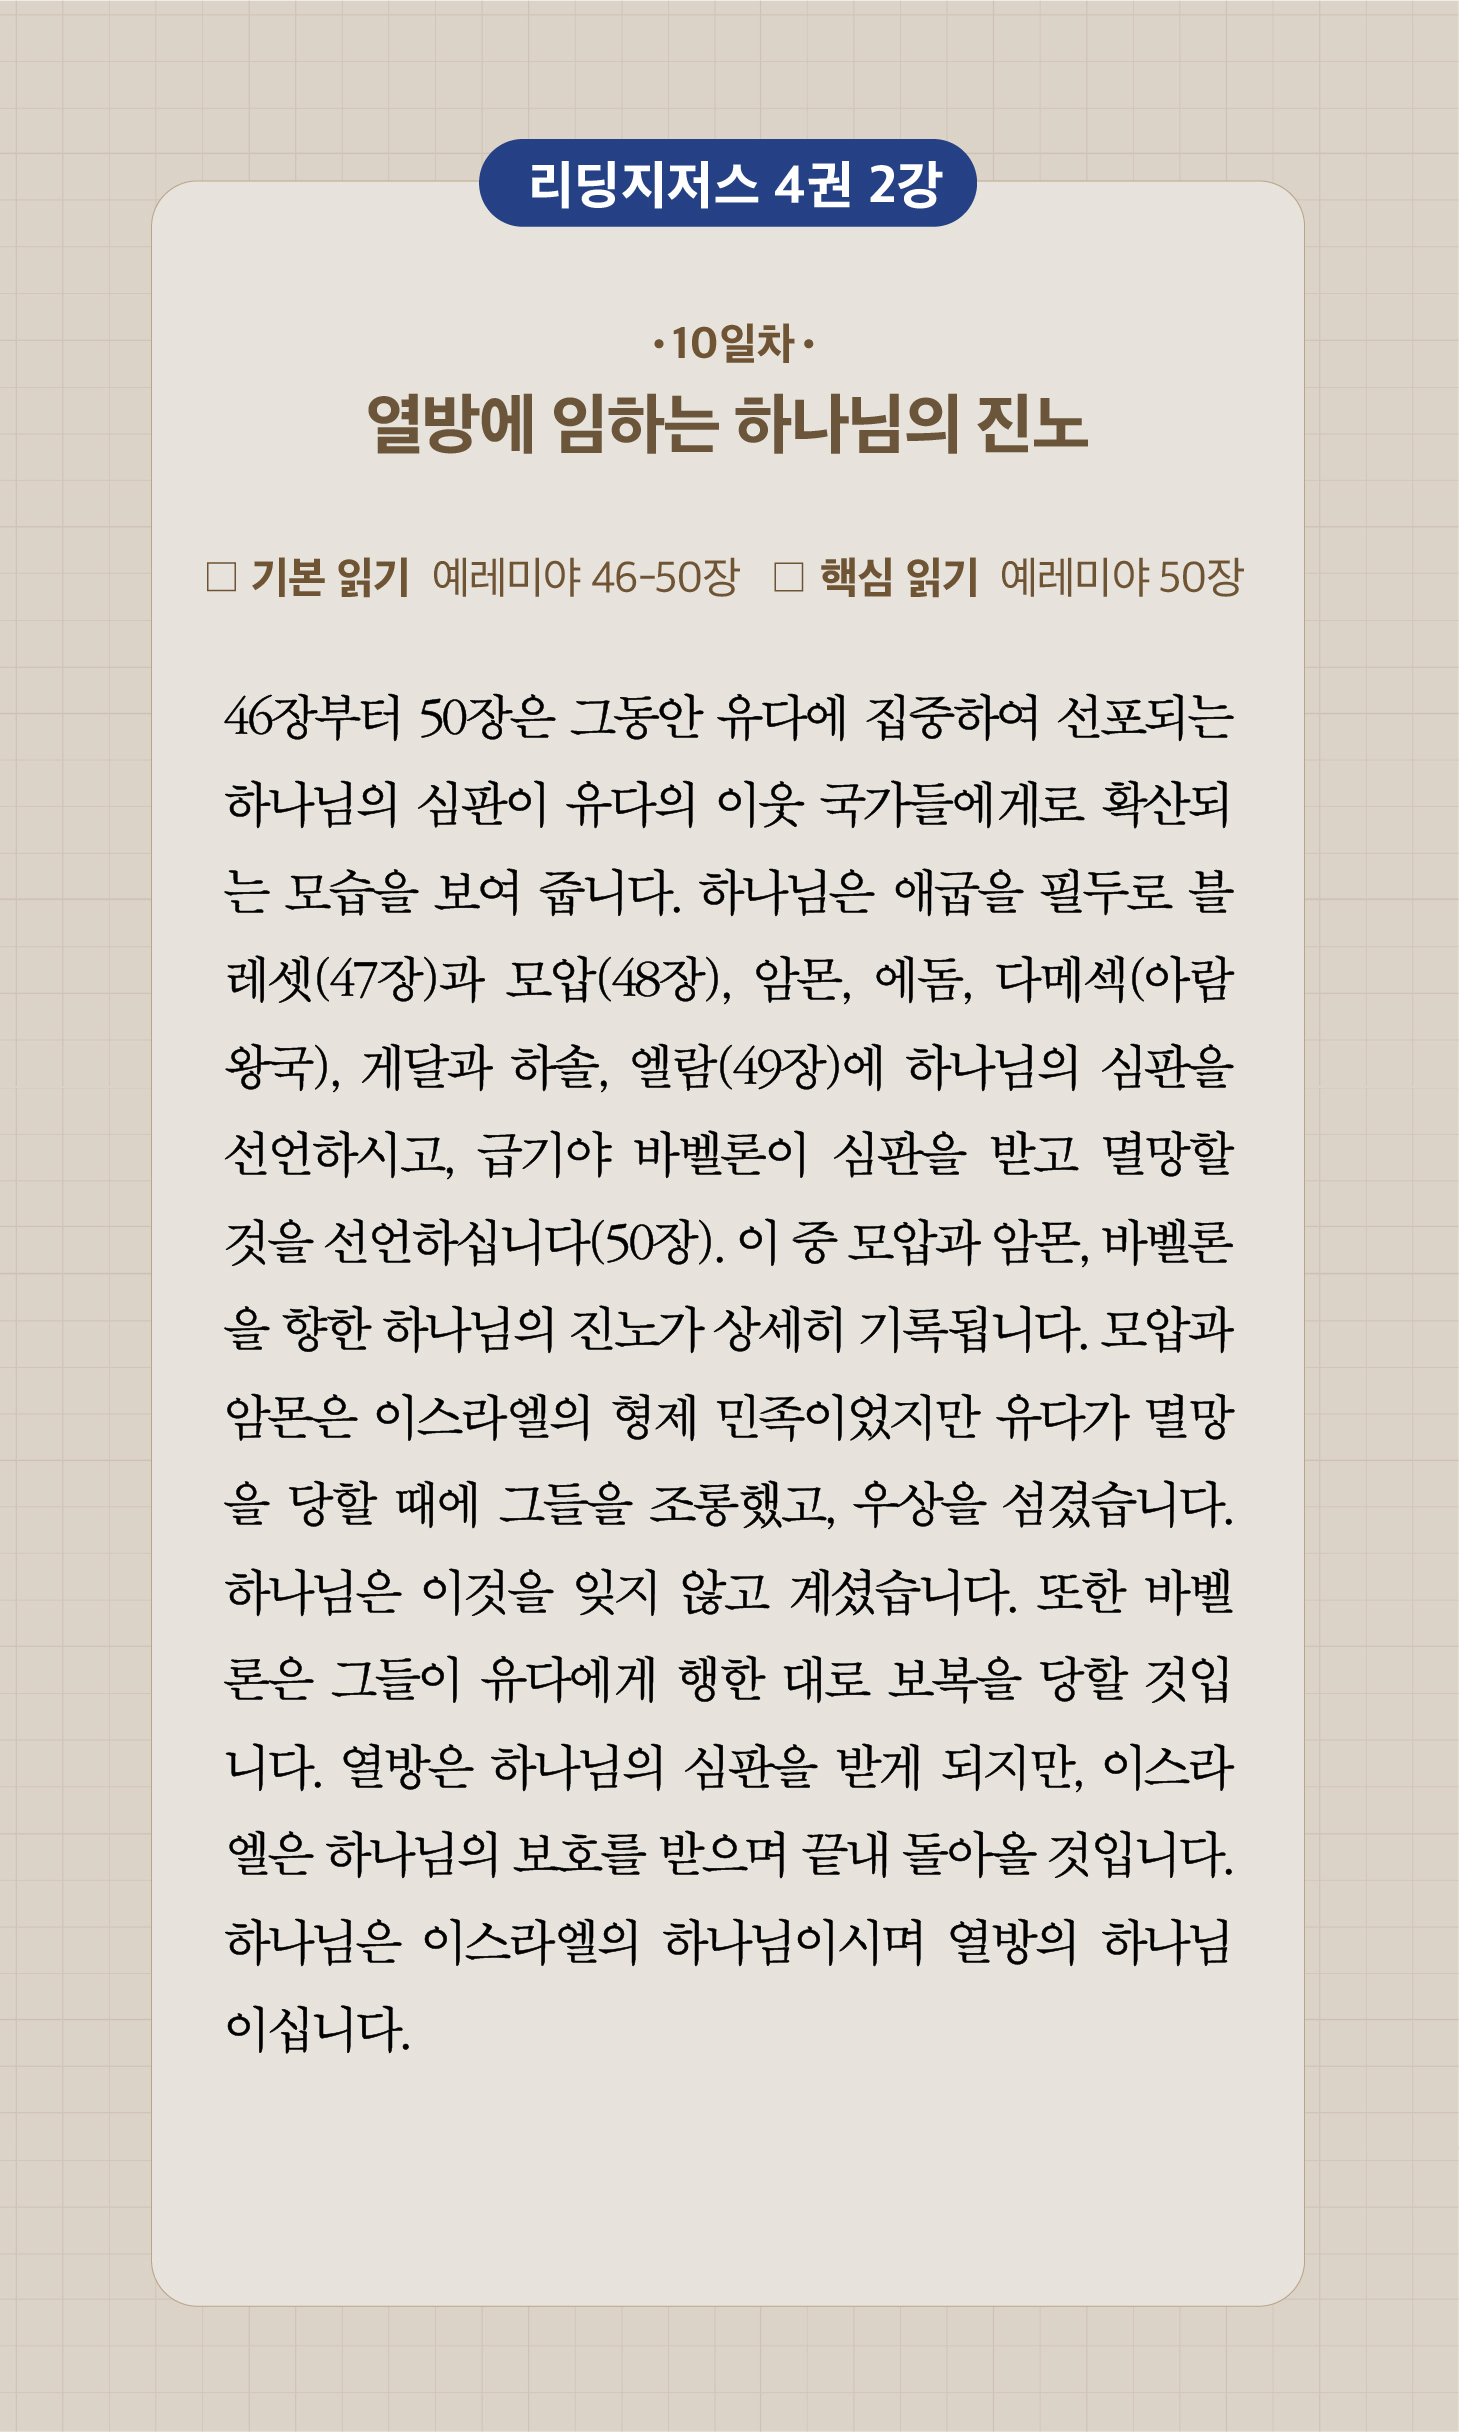 리딩지저스 4권 2강
·10일차·
열방에 임하는 하나님의 진노
□ 기본 읽기 예레미야 46-50장 □ 핵심 읽기 예레미야 50장
46장부터 50장은 그동안 유다에 집중하여 선포되는
하나님의 심판이 유다의 이웃 국가들에게로 확산되
는 모습을 보여 줍니다. 하나님은 애굽을 필두로 블
레셋(47장)과 모압(48장), 암몬, 에돔, 다메섹(아람
왕국), 게달과 하솔, 엘람(49장)에 하나님의 심판을
선언하시고, 급기야 바벨론이 심판을 받고 멸망할
것을 선언하십니다(50장). 이 중 모압과 암몬, 바벨론
을 향한 하나님의 진노가 상세히 기록됩니다. 모압과
암몬은 이스라엘의 형제 민족이었지만 유다가 멸망
을 당할 때에 그들을 조롱했고, 우상을 섬겼습니다.
하나님은 이것을 잊지 않고 계셨습니다. 또한 바벨
론은 그들이 유다에게 행한 대로 보복을 당할 것입
니다. 열방은 하나님의 심판을 받게 되지만, 이스라
엘은 하나님의 보호를 받으며 끝내 돌아올 것입니다.
하나님은 이스라엘의 하나님이시며 열방의 하나님
이십니다.